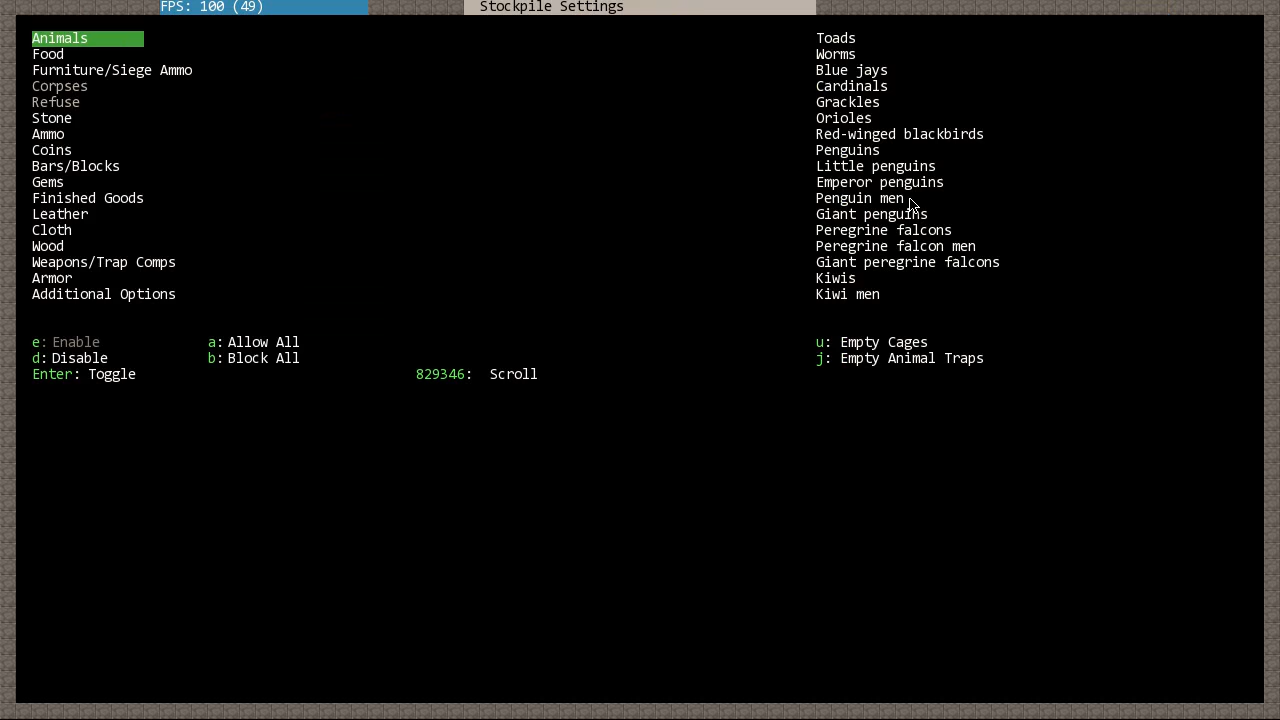 FPS: 100 (49)
Stockpile Settings
Animals
Food
Furniture/Siege Ammo
Corpses
Refuse
Stone
Ammo
Coins
Bars/Blocks
Gems
Finished Goods
Leather
Cloth
Wood
Weapons/Trap Comps
Armor
Additional Options
Toads
Worms
Blue jays
Cardinals
Grackles
Orioles
Red-winged blackbirds
Penguins
Little penguins
Emperor penguins
Penguin men
Giant penguins
Peregrine falcons
Peregrine falcon men
Giant peregrine falcons
Kiwis
Kiwi men
e: Enable
a: Allow All
d: Disable
b: Block All
Enter: Toggle
829346: Scroll
u: Empty Cages
j: Empty Animal Traps